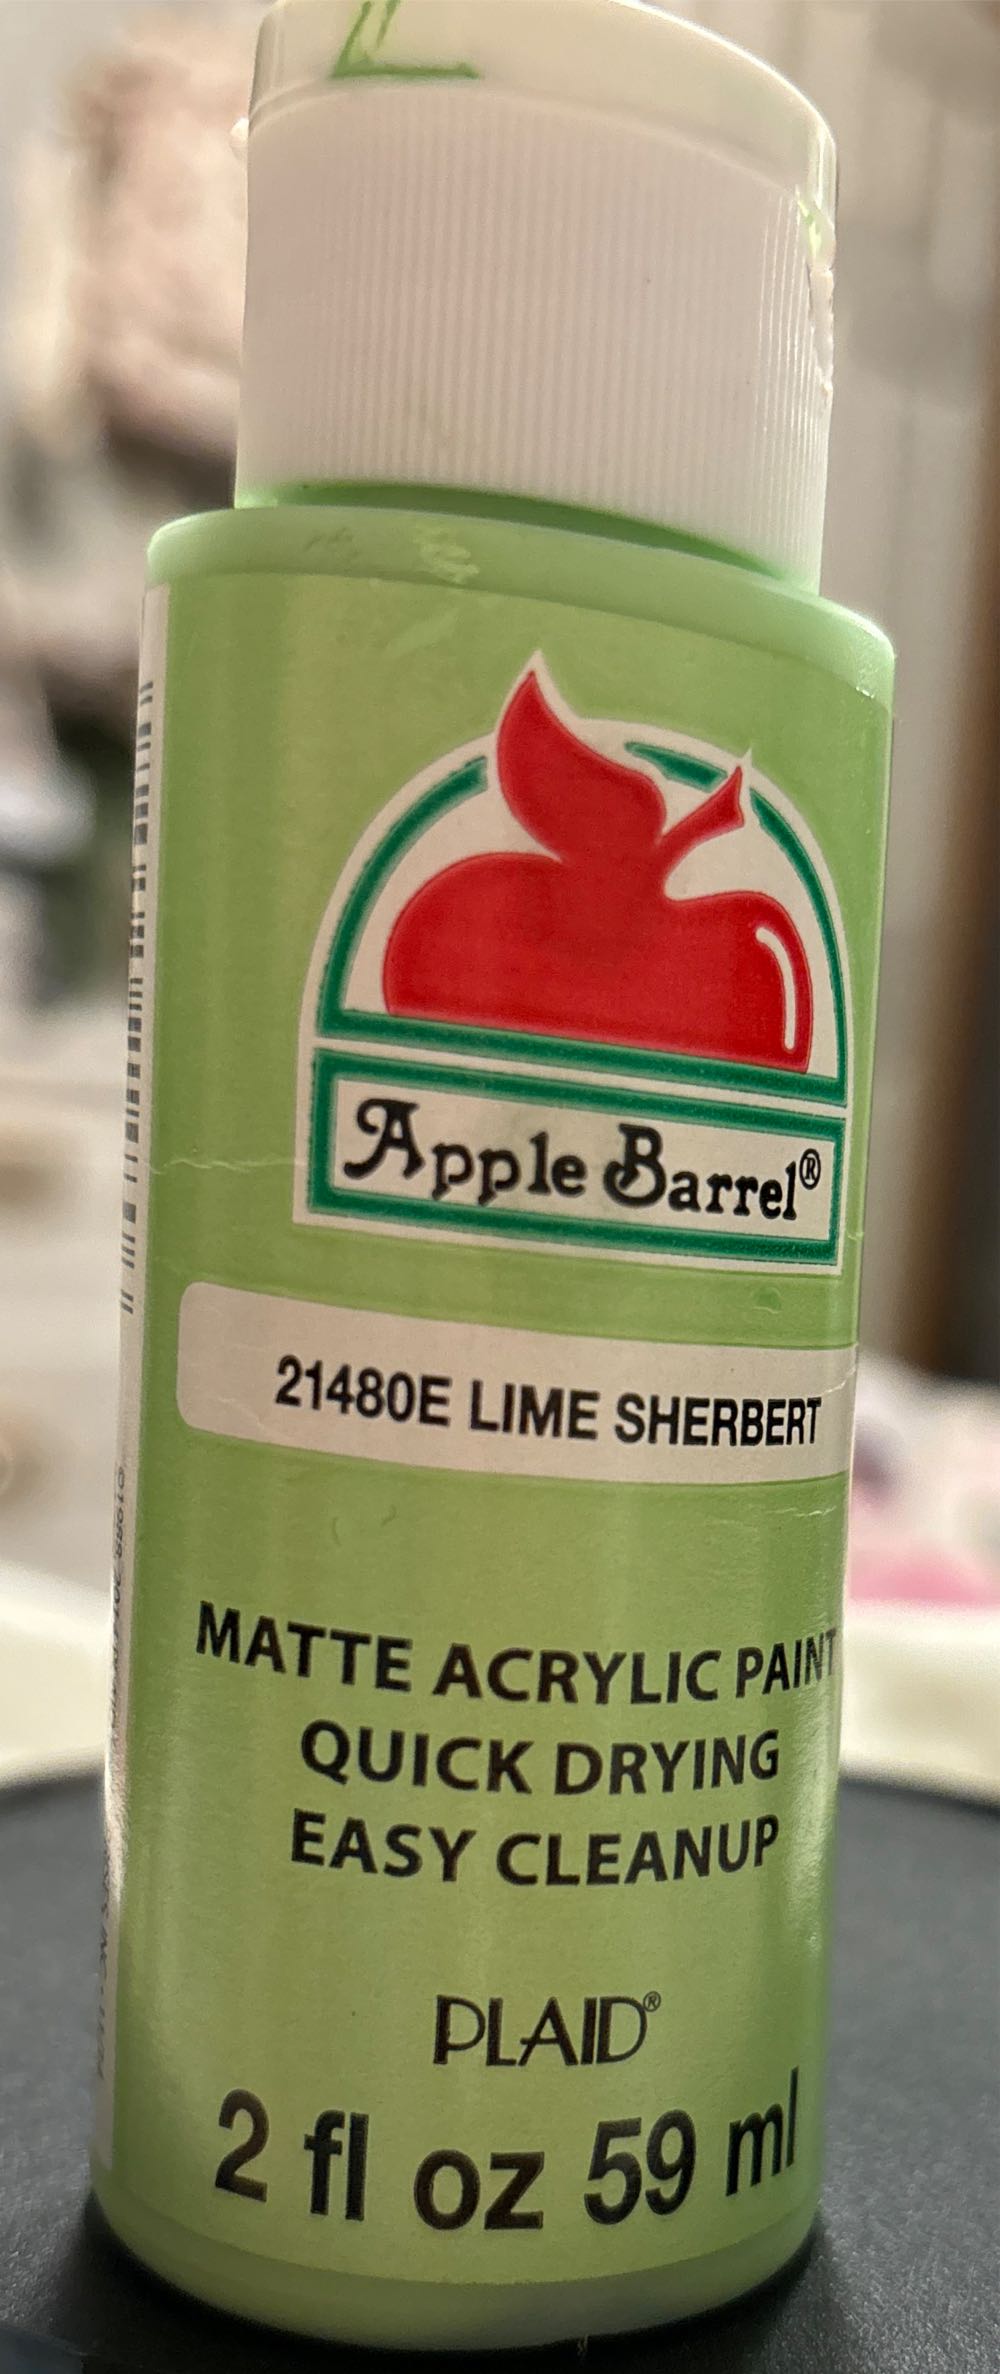 Apple Barrel®
21480E LIME SHERBERT
MATTE ACRYLIC PAINT
QUICK DRYING
EASY CLEANUP
PLAID®
2 fl oz 59 ml